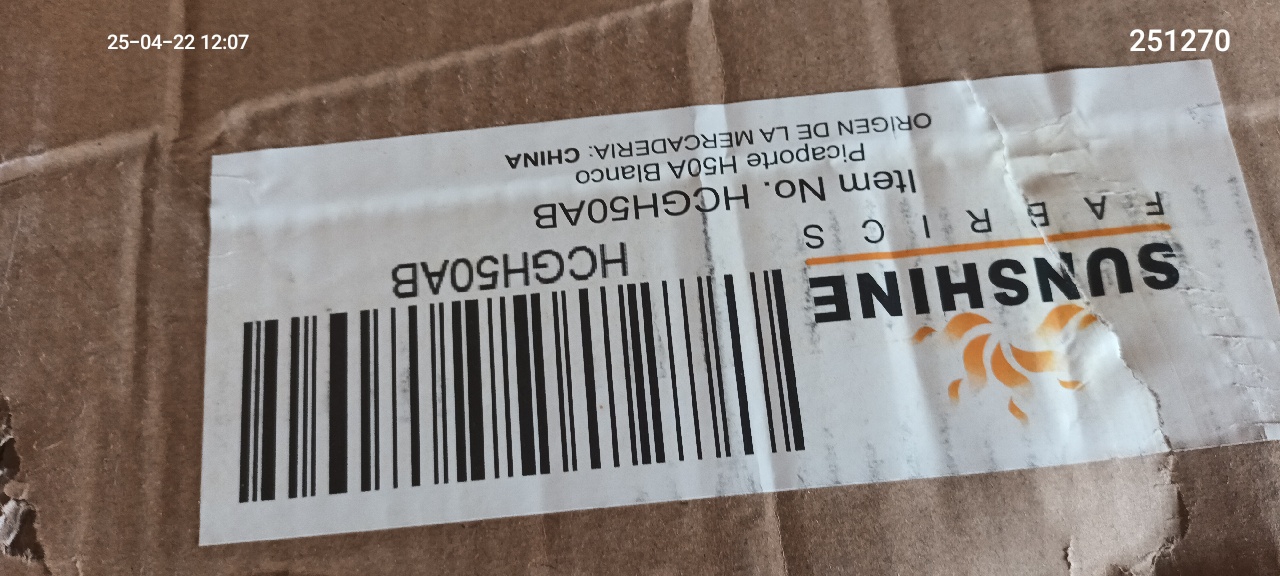 25-04-22 12:07
251270
SUNSHINE
FABRICS
HCGH50AB
Item No. HCGH50AB
Picaporte H50A Blanco
ORIGEN DE LA MERCADERIA: CHINA